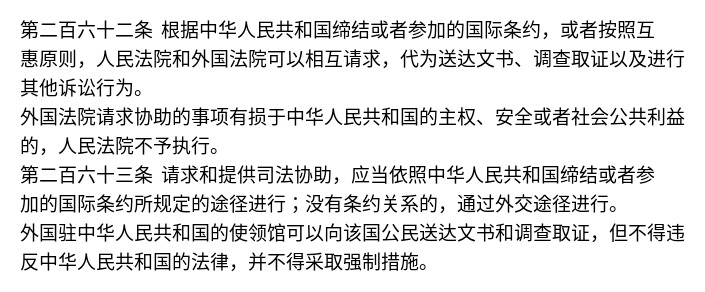 第二百六十二条 根据中华人民共和国缔结或者参加的国际条约，或者按照互
惠原则，人民法院和外国法院可以相互请求，代为送达文书、调查取证以及进行
其他诉讼行为。
外国法院请求协助的事项有损于中华人民共和国的主权、安全或者社会公共利益
的，人民法院不予执行。
第二百六十三条 请求和提供司法协助，应当依照中华人民共和国缔结或者参
加的国际条约所规定的途径进行；没有条约关系的，通过外交途径进行。
外国驻中华人民共和国的使领馆可以向该国公民送达文书和调查取证，但不得违
反中华人民共和国的法律，并不得采取强制措施。